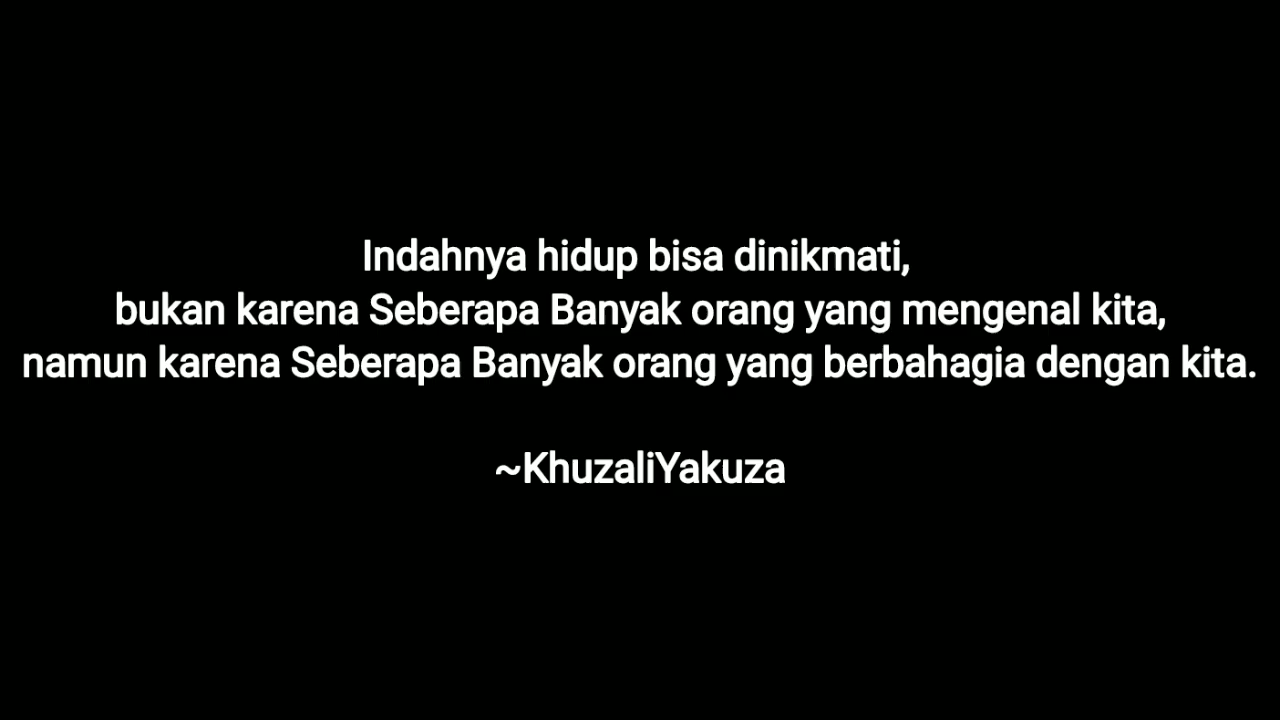 Indahnya hidup bisa dinikmati,
bukan karena Seberapa Banyak orang yang mengenal kita,
namun karena Seberapa Banyak orang yang berbahagia dengan kita.
~KhuzaliYakuza